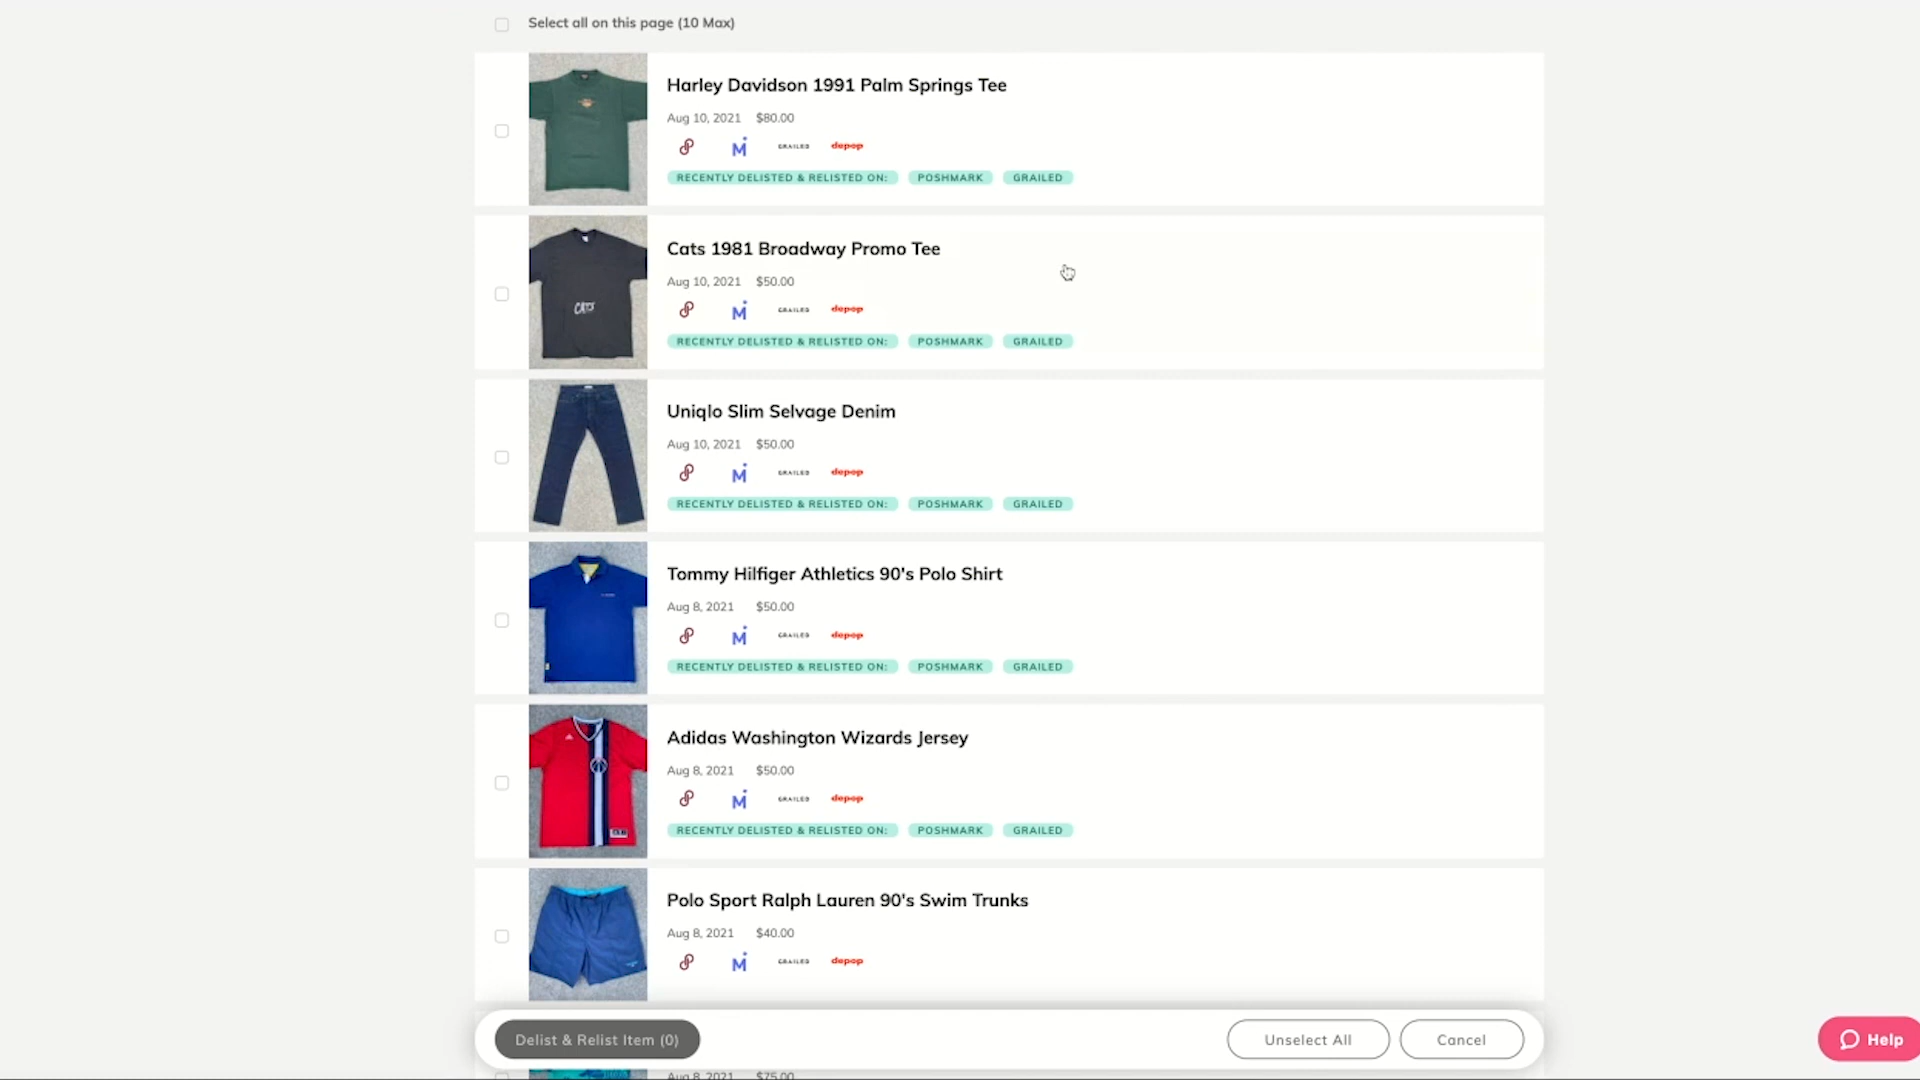 Select all on this page (10 Max)
Harley Davidson 1991 Palm Springs Tee
Aug 10, 2021 $80.00
M GRAILED depop
RECENTLY DELISTED & RELISTED ON: POSHMARK GRAILED
Cats 1981 Broadway Promo Tee
Aug 10, 2021 $50.00
CATS
M GRAILED depop
RECENTLY DELISTED & RELISTED ON: POSHMARK GRAILED
Uniqlo Slim Selvage Denim
Aug 10, 2021 $50.00
M GRAILED depop
RECENTLY DELISTED & RELISTED ON: POSHMARK GRAILED
Tommy Hilfiger Athletics 90's Polo Shirt
Aug 8, 2021 $50.00
M GRAILED depop
RECENTLY DELISTED & RELISTED ON: POSHMARK GRAILED
Adidas Washington Wizards Jersey
Aug 8, 2021 $50.00
M GRAILED depop
RECENTLY DELISTED & RELISTED ON: POSHMARK GRAILED
Polo Sport Ralph Lauren 90's Swim Trunks
Aug 8, 2021 $40.00
M GRAILED depop
Delist & Relist Item (0) Unselect All Cancel
Help
Aug 8, 2021 $75.00